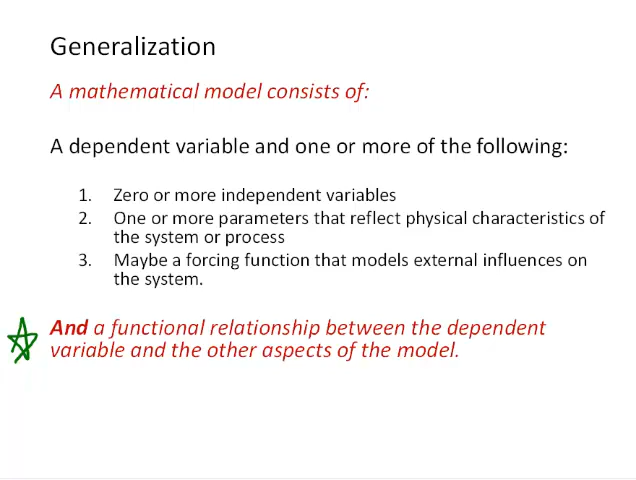 Generalization
A mathematical model consists of:
A dependent variable and one or more of the following:
1. Zero or more independent variables
2. One or more parameters that reflect physical characteristics of
the system or process
3. Maybe a forcing function that models external influences on
the system.
And a functional relationship between the dependent
variable and the other aspects of the model.